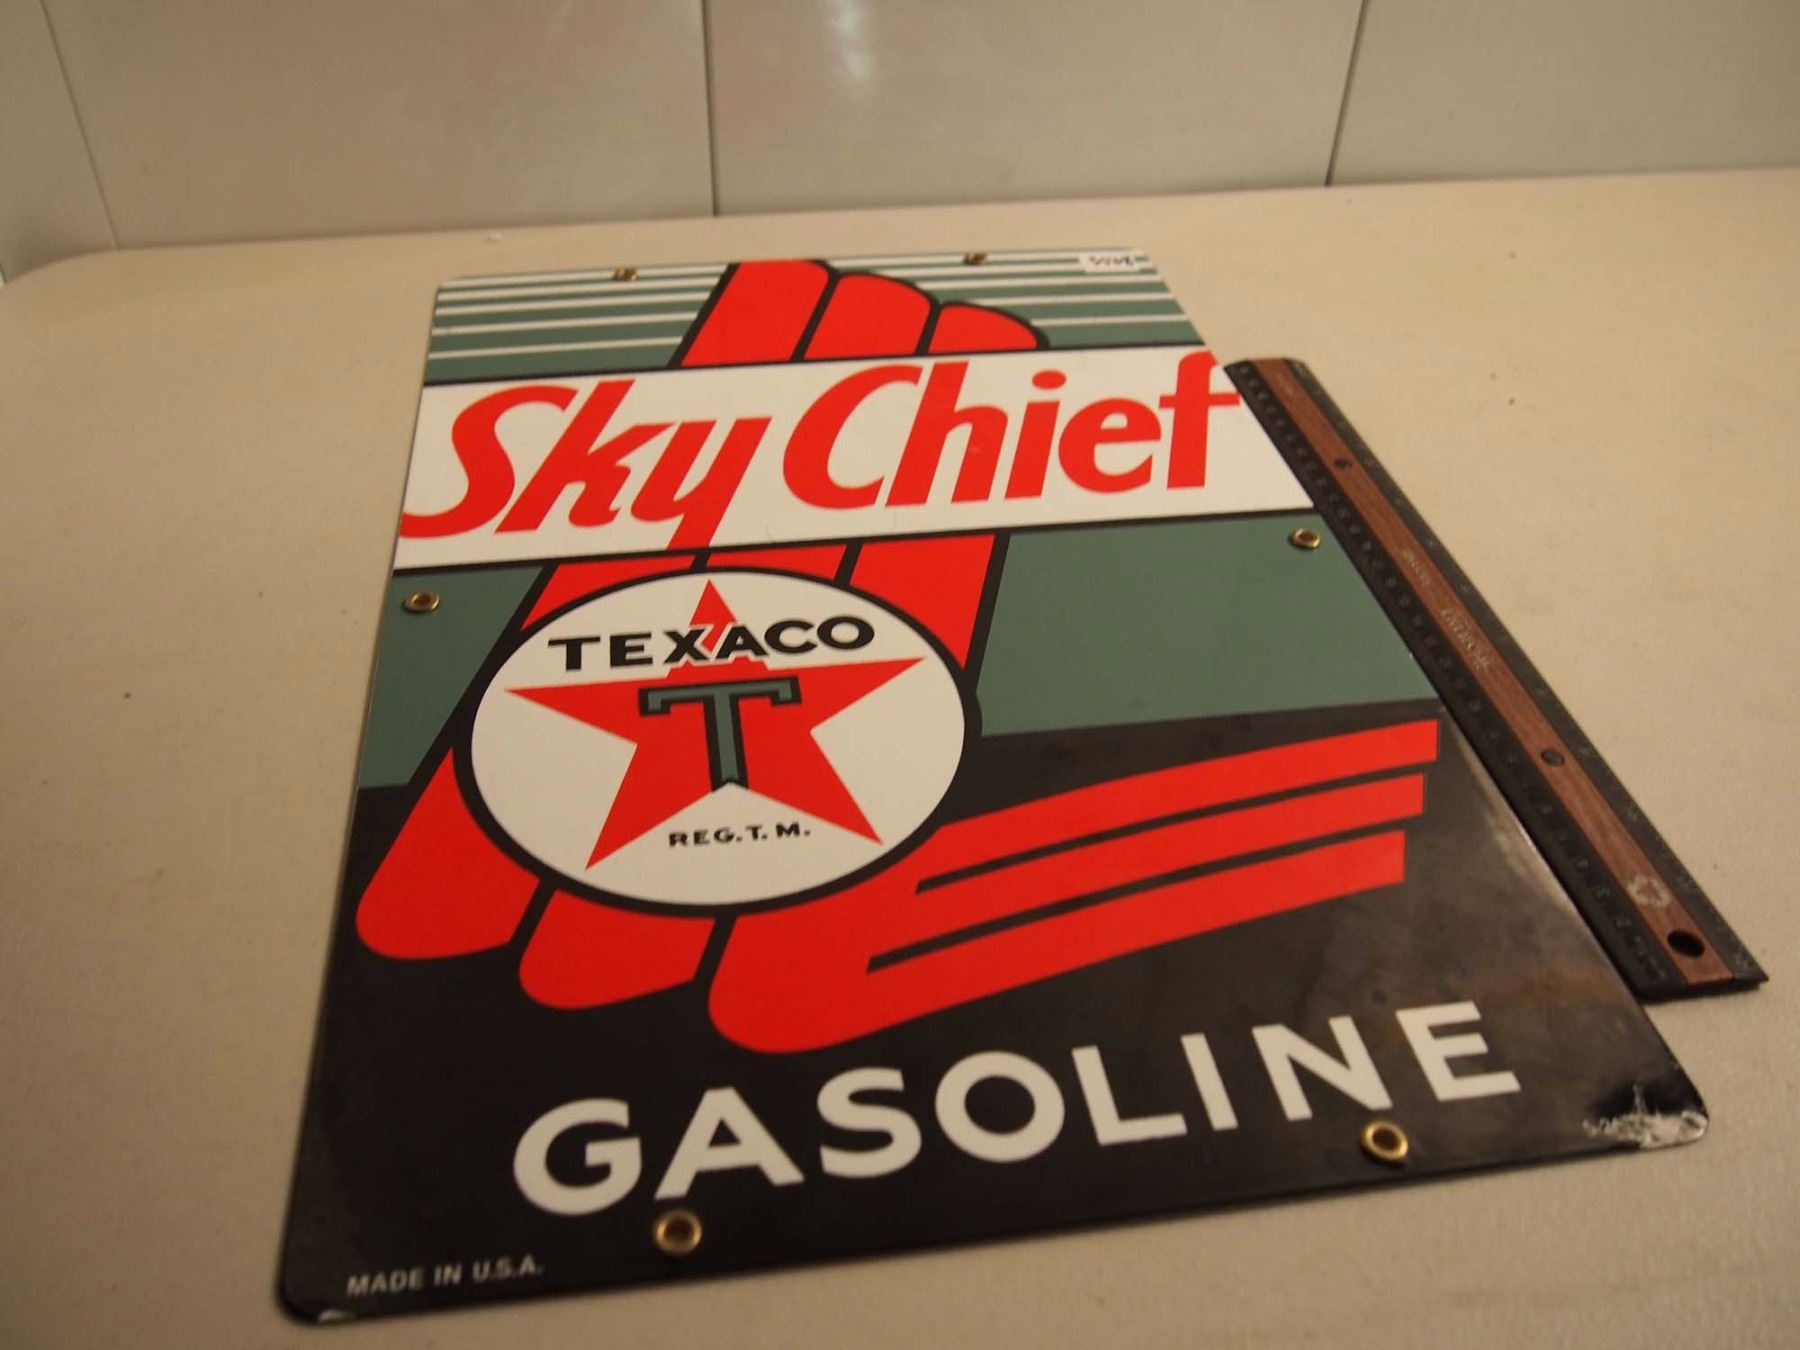 Sky Chief
TEXACO
T
REG. T. M.
GASOLINE
MADE IN U.S.A.